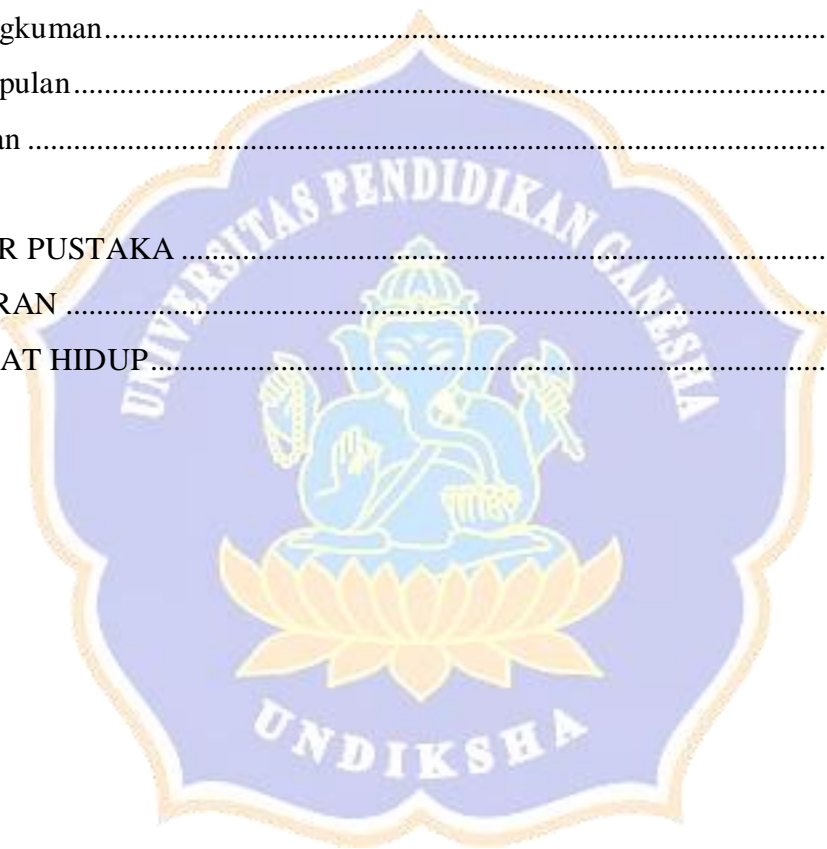 gkuman...............................................................................................
pulan....................................................................................................
an ..........................................................................................................
R PUSTAKA ..................................................................................
RAN ....................................................................................................
AT HIDUP.......................................................................................
UNIVERSITAS PENDIDIKAN GANESHA
UNDIKSHA